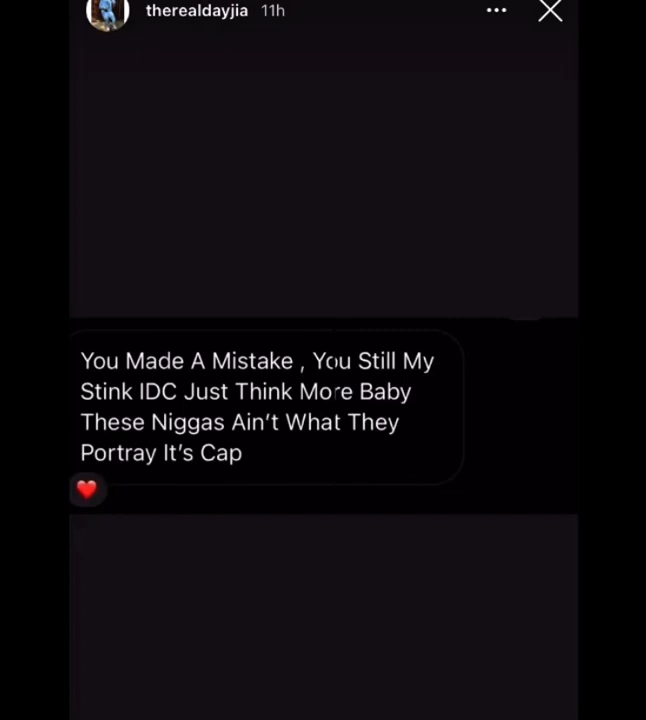 therealdayjia 11h
You Made A Mistake , You Still My
Stink IDC Just Think More Baby
These Niggas Ain't What They
Portray It's Cap